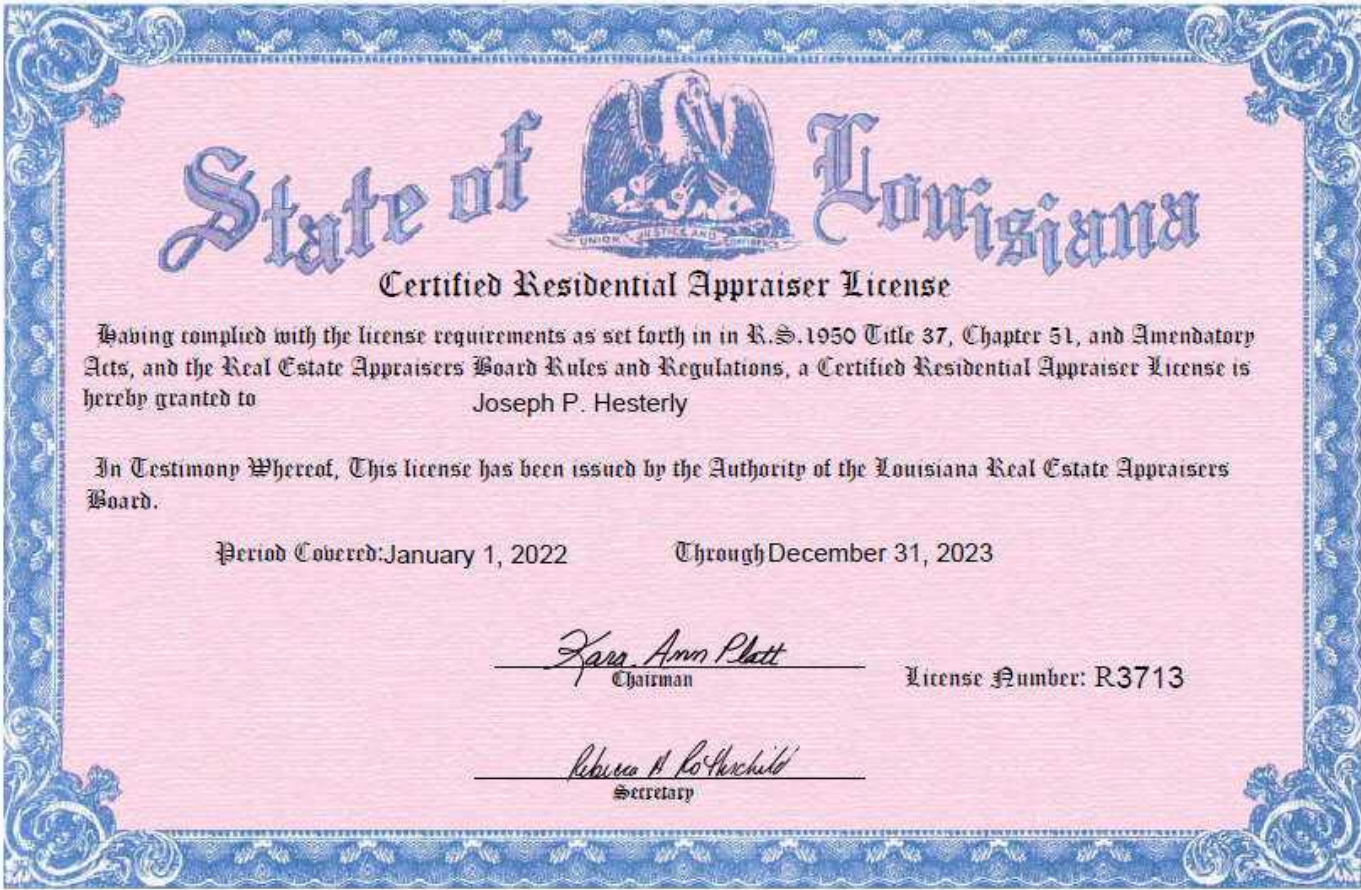 State of Louisiana
UNION JUSTICE AND CONFIDENCE
Certified Residential Appraiser License
Having complied with the license requirements as set forth in in R.S.1950 Title 37, Chapter 51, and Amendatory
Acts, and the Real Estate Appraisers Board Rules and Regulations, a Certified Residential Appraiser License is
hereby granted to Joseph P. Hesterly
In Testimony Whereof, This license has been issued by the Authority of the Louisiana Real Estate Appraisers
Board.
Period Covered:January 1, 2022 Through December 31, 2023
Kara Ann Platt
Chairman
License Number: R3713
Rebecca A Rothschild
Secretary